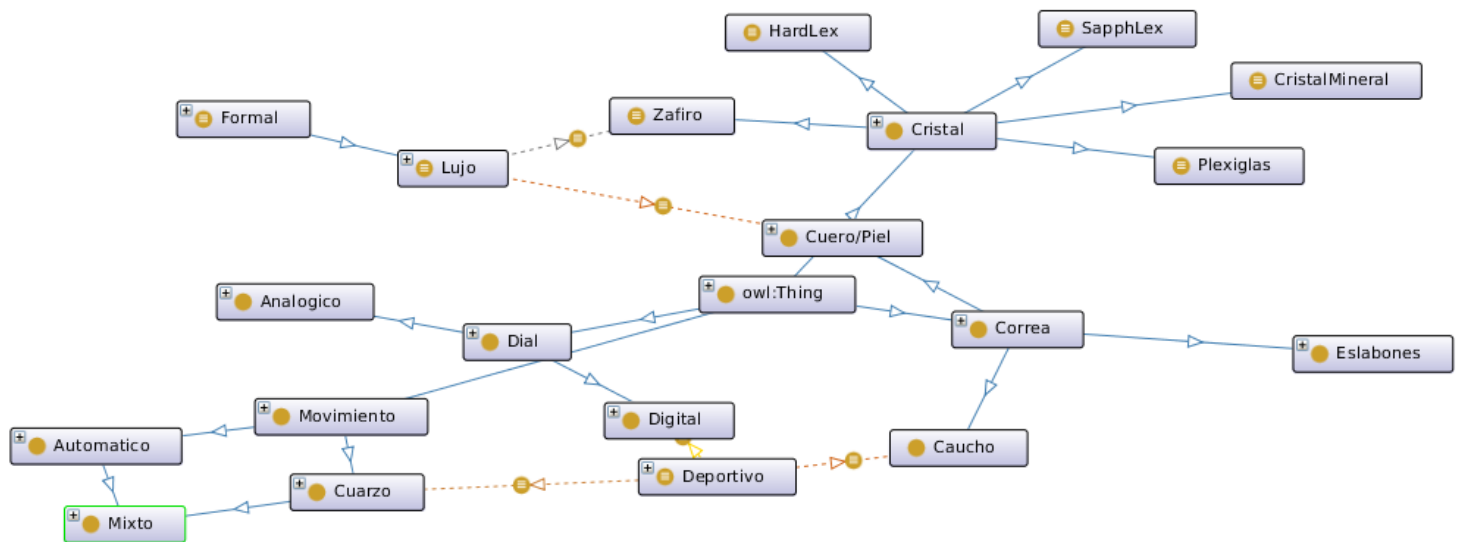 HardLex
SapphLex
CristalMineral
Formal
Zafiro
Cristal
Lujo
Plexiglas
Cuero/Piel
owl:Thing
Analogico
Dial
Correa
Eslabones
Movimiento
Digital
Automatico
Caucho
Deportivo
Cuarzo
Mixto